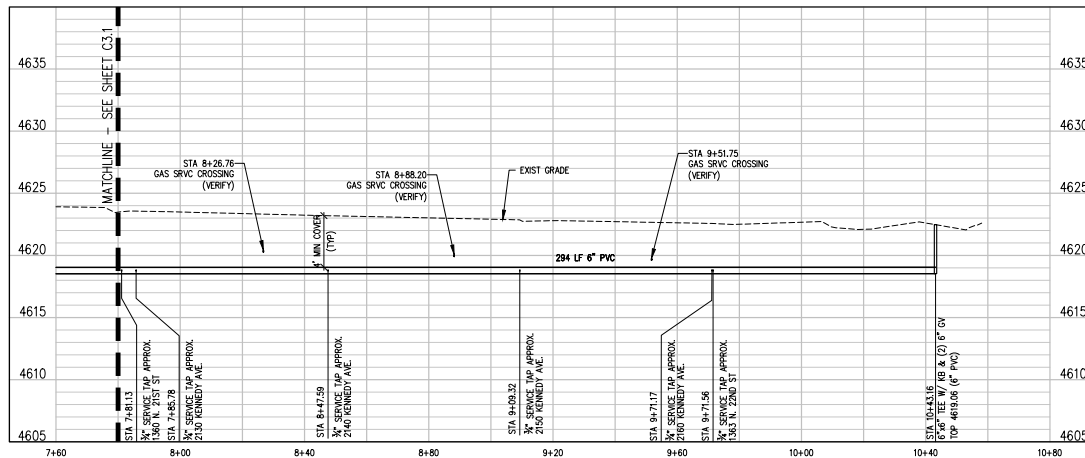 4635
4630
4625
4620
4615
4610
4605
MATCHLINE - SEE SHEET C3.1
STA 8+26.76
GAS SRVC CROSSING
(VERIFY)
4' MIN COVER
(TYP)
STA 8+88.20
GAS SRVC CROSSING
(VERIFY)
EXIST GRADE
STA 9+51.75
GAS SRVC CROSSING
(VERIFY)
294 LF 6" PVC
STA 7+81.13
¾" SERVICE TAP APPROX.
1360 N. 21ST ST
STA 7+85.78
¾" SERVICE TAP APPROX.
2130 KENNEDY AVE.
STA 8+47.59
¾" SERVICE TAP APPROX.
2140 KENNEDY AVE.
STA 9+09.32
¾" SERVICE TAP APPROX.
2150 KENNEDY AVE.
STA 9+71.17
¾" SERVICE TAP APPROX.
2160 KENNEDY AVE.
STA 9+71.56
¾" SERVICE TAP APPROX.
1363 N. 22ND ST
STA 10+43.16
6"x6" TEE W/ KB & (2) 6" GV
TOP 4619.06 (6" PVC)
4635
4630
4625
4620
4615
4610
4605
7+60
8+00
8+40
8+80
9+20
9+60
10+00
10+40
10+80